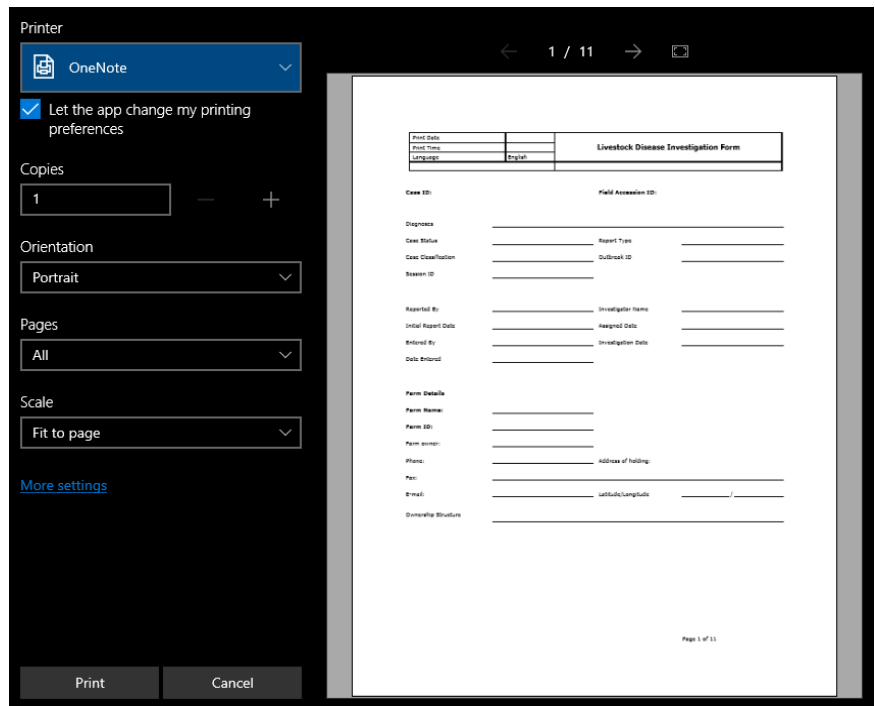 Printer
OneNote
Let the app change my printing
preferences
Copies
1
Orientation
Portrait
Pages
All
Scale
Fit to page
More settings
Print
Cancel
1 / 11
Print Date
Print Time
Language English
Livestock Disease Investigation Form
Case ID: Field Accession ID:
Diagnoses
Case Status Report Type
Case Classification Outbreak ID
Session ID
Reported By Investigator Name
Initial Report Date Assigned Date
Entered By Investigation Date
Date Entered
Farm Details
Farm Name:
Farm ID:
Farm owner:
Phone: Address of holding:
Fax:
E-mail: Latitude/Longitude /
Ownership Structure
Page 1 of 11